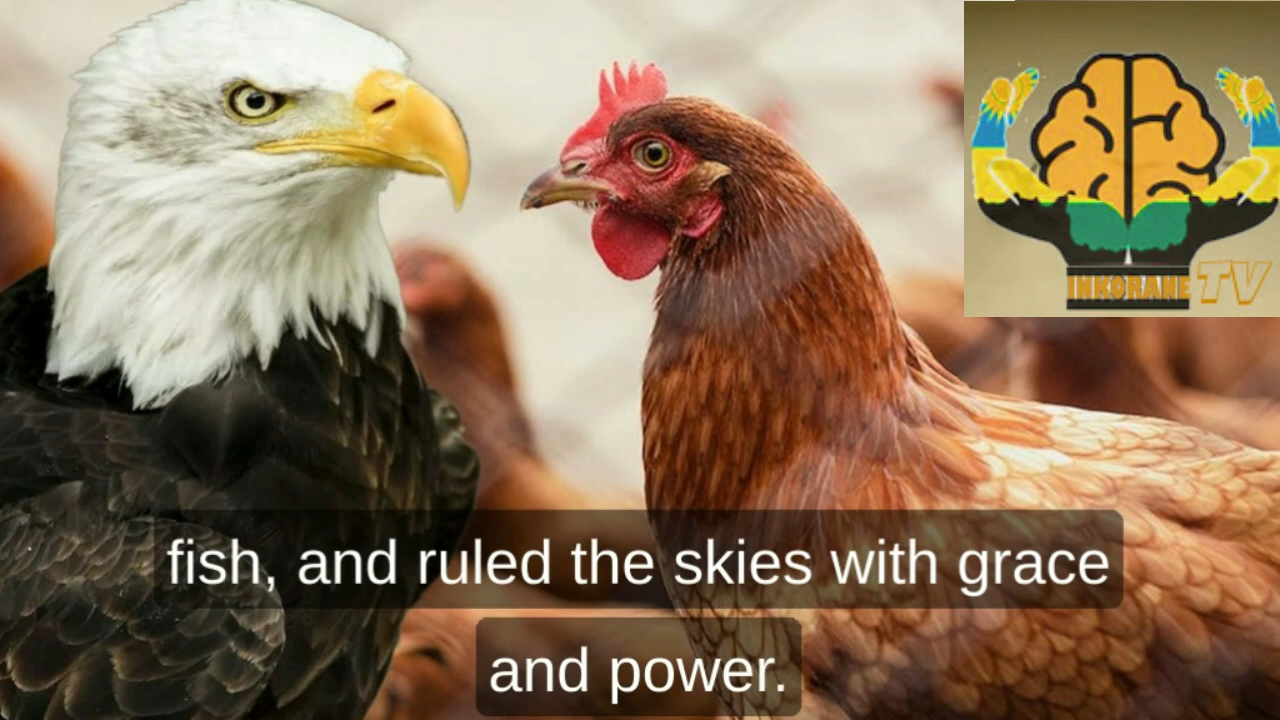 INKORANE TV
fish, and ruled the skies with grace
and power.